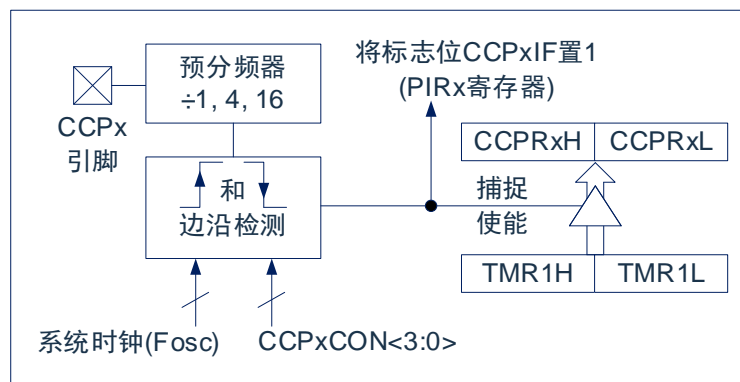 预分频器
÷1, 4, 16
CCPx
引脚
将标志位CCPxIF置1
(PIRx寄存器)
CCPRxH CCPRxL
和
边沿检测
捕捉
使能
TMR1H TMR1L
系统时钟(Fosc) CCPxCON<3:0>